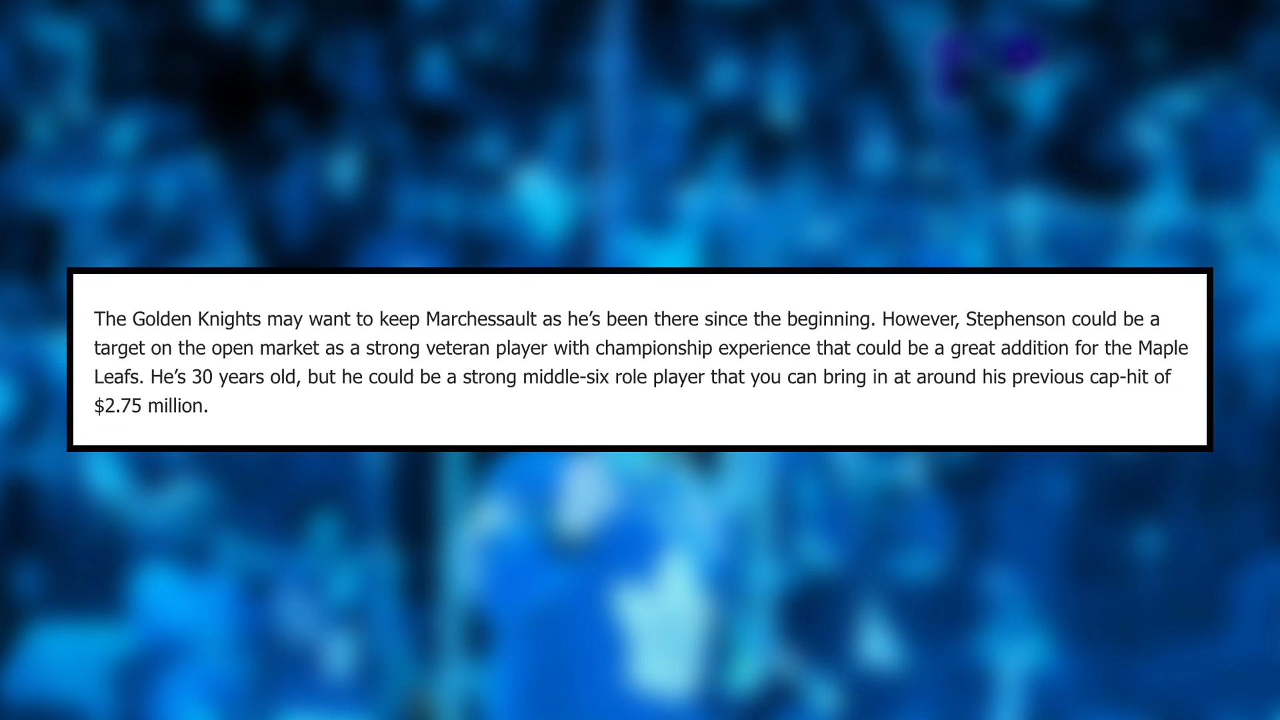 The Golden Knights may want to keep Marchessault as he’s been there since the beginning. However, Stephenson could be a
target on the open market as a strong veteran player with championship experience that could be a great addition for the Maple
Leafs. He’s 30 years old, but he could be a strong middle-six role player that you can bring in at around his previous cap-hit of
$2.75 million.